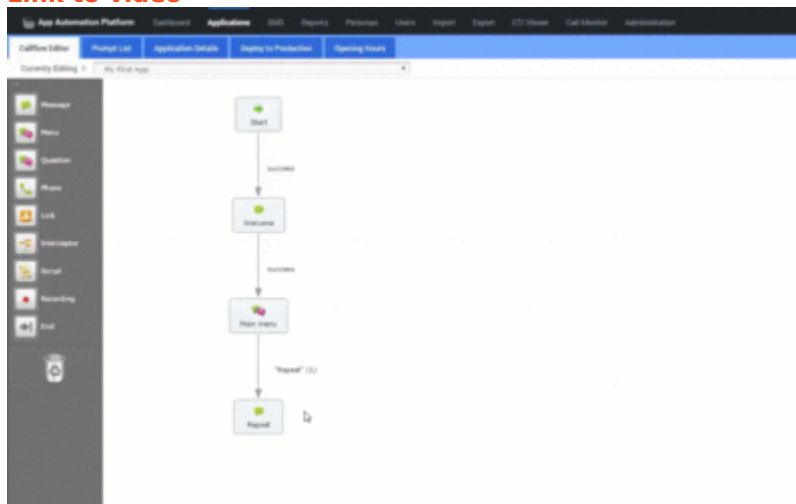 Link to video
App Automation Platform Dashboard Applications SMS Reports Personas Users Import Export LTI Viewer Call Monitor Administration
Callflow Editor Prompt List Application Details Deploy to Production Opening Hours
Currently Editing > My First App
Message
Menu
Question
Phone
Link
Interceptor
Script
Recording
End
Start
success
Welcome
success
Main menu
"Repeat" (1)
Repeat